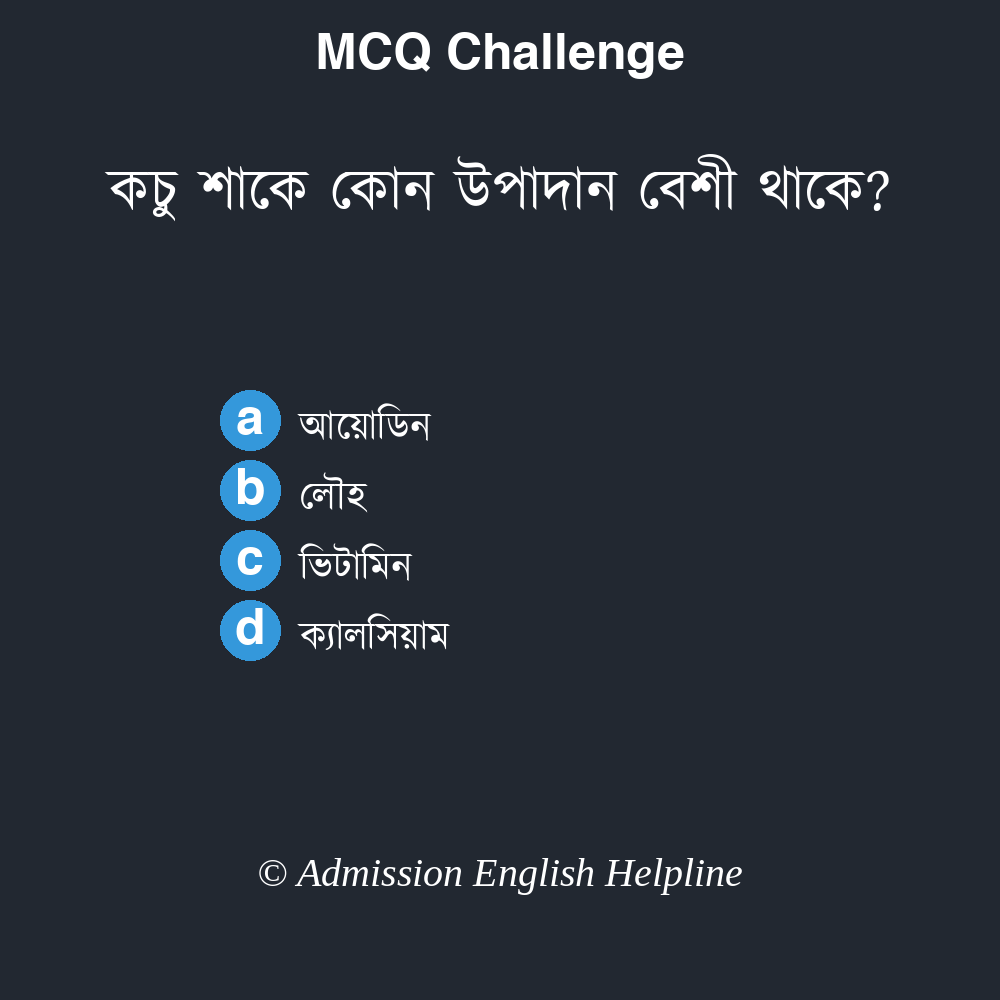 MCQ Challenge
কচু শাকে কোন উপাদান বেশী থাকে?
a আয়োডিন
b লৌহ
c ভিটামিন
d ক্যালসিয়াম
© Admission English Helpline